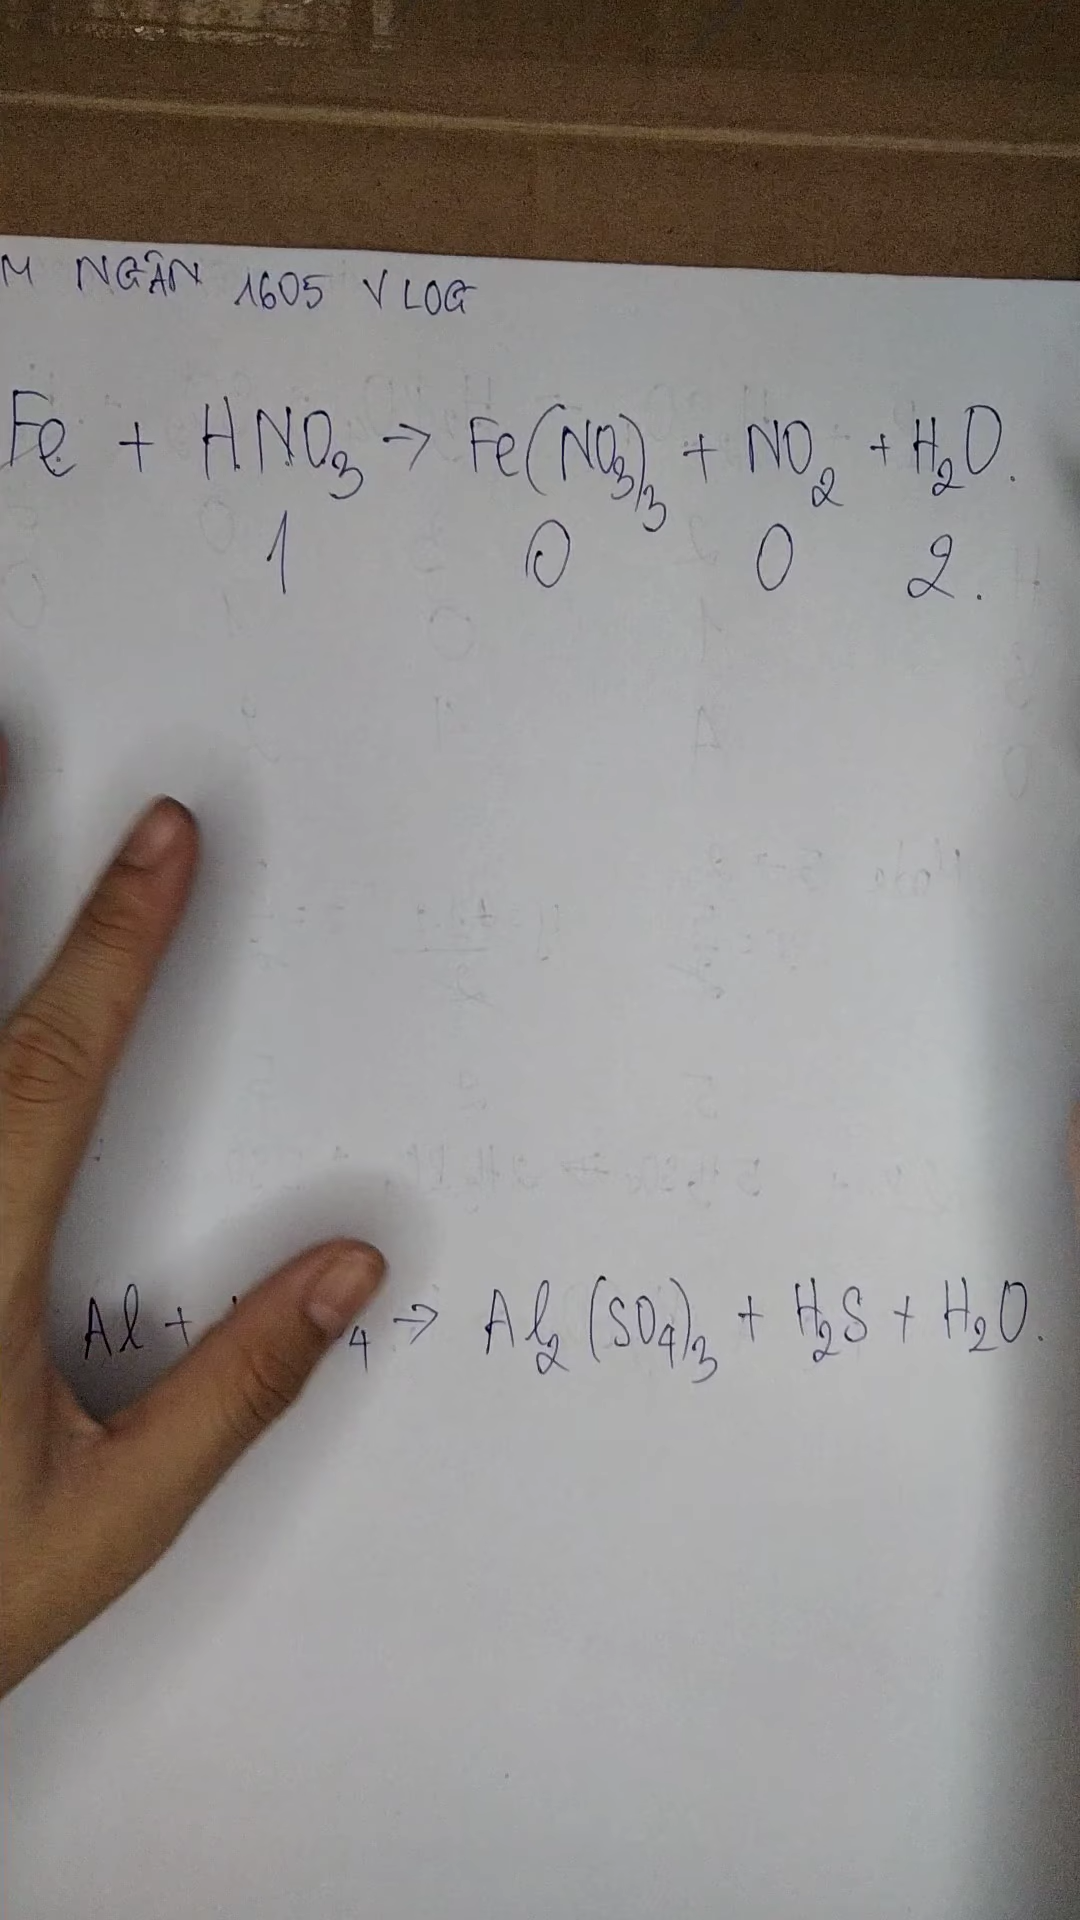 M NGÂN 1605 VLOG
Fe + HNO₃ → Fe(NO₃)₃ + NO₂ + H₂O.
1 0 0 2.
Al + 4 → Al₂(SO₄)₃ + H₂S + H₂O.